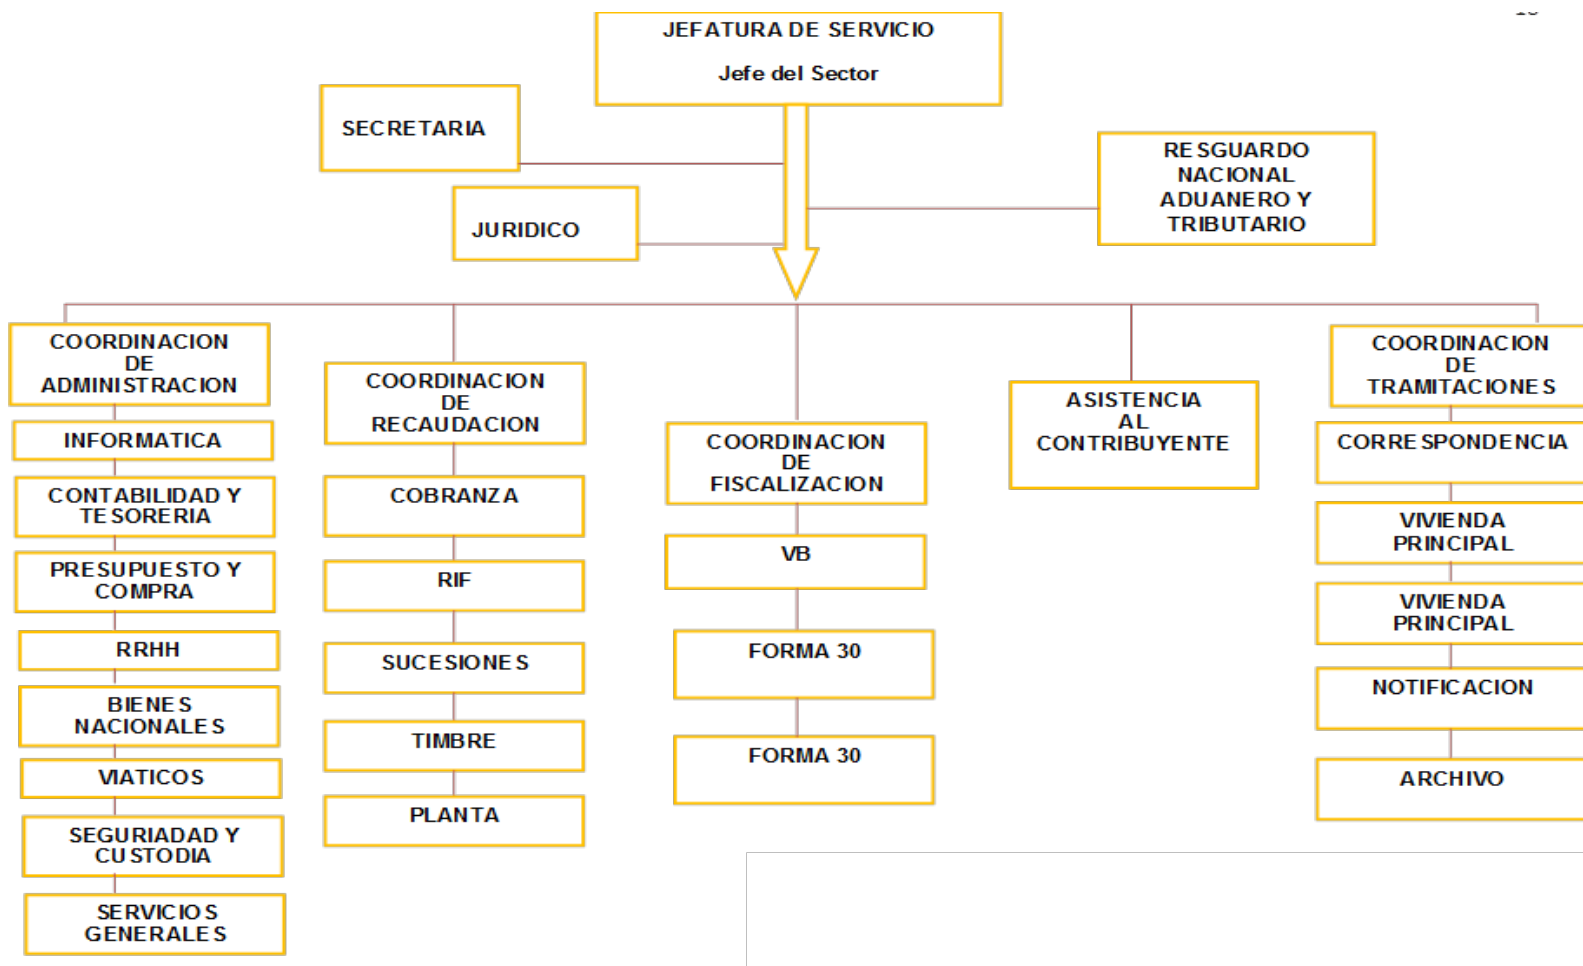 JEFATURA DE SERVICIO
Jefe del Sector
SECRETARIA
RESGUARDO
NACIONAL
ADUANERO Y
TRIBUTARIO
JURIDICO
COORDINACION
DE
ADMINISTRACION
INFORMATICA
CONTABILIDAD Y
TESORERIA
PRESUPUESTO Y
COMPRA
RRHH
BIENES
NACIONALES
VIATICOS
SEGURIADAD Y
CUSTODIA
SERVICIOS
GENERALES
COORDINACION
DE
RECAUDACION
COBRANZA
RIF
SUCESIONES
TIMBRE
PLANTA
COORDINACION
DE
FISCALIZACION
VB
FORMA 30
FORMA 30
ASISTENCIA
AL
CONTRIBUYENTE
COORDINACION
DE
TRAMITACIONES
CORRESPONDENCIA
VIVIENDA
PRINCIPAL
VIVIENDA
PRINCIPAL
NOTIFICACION
ARCHIVO